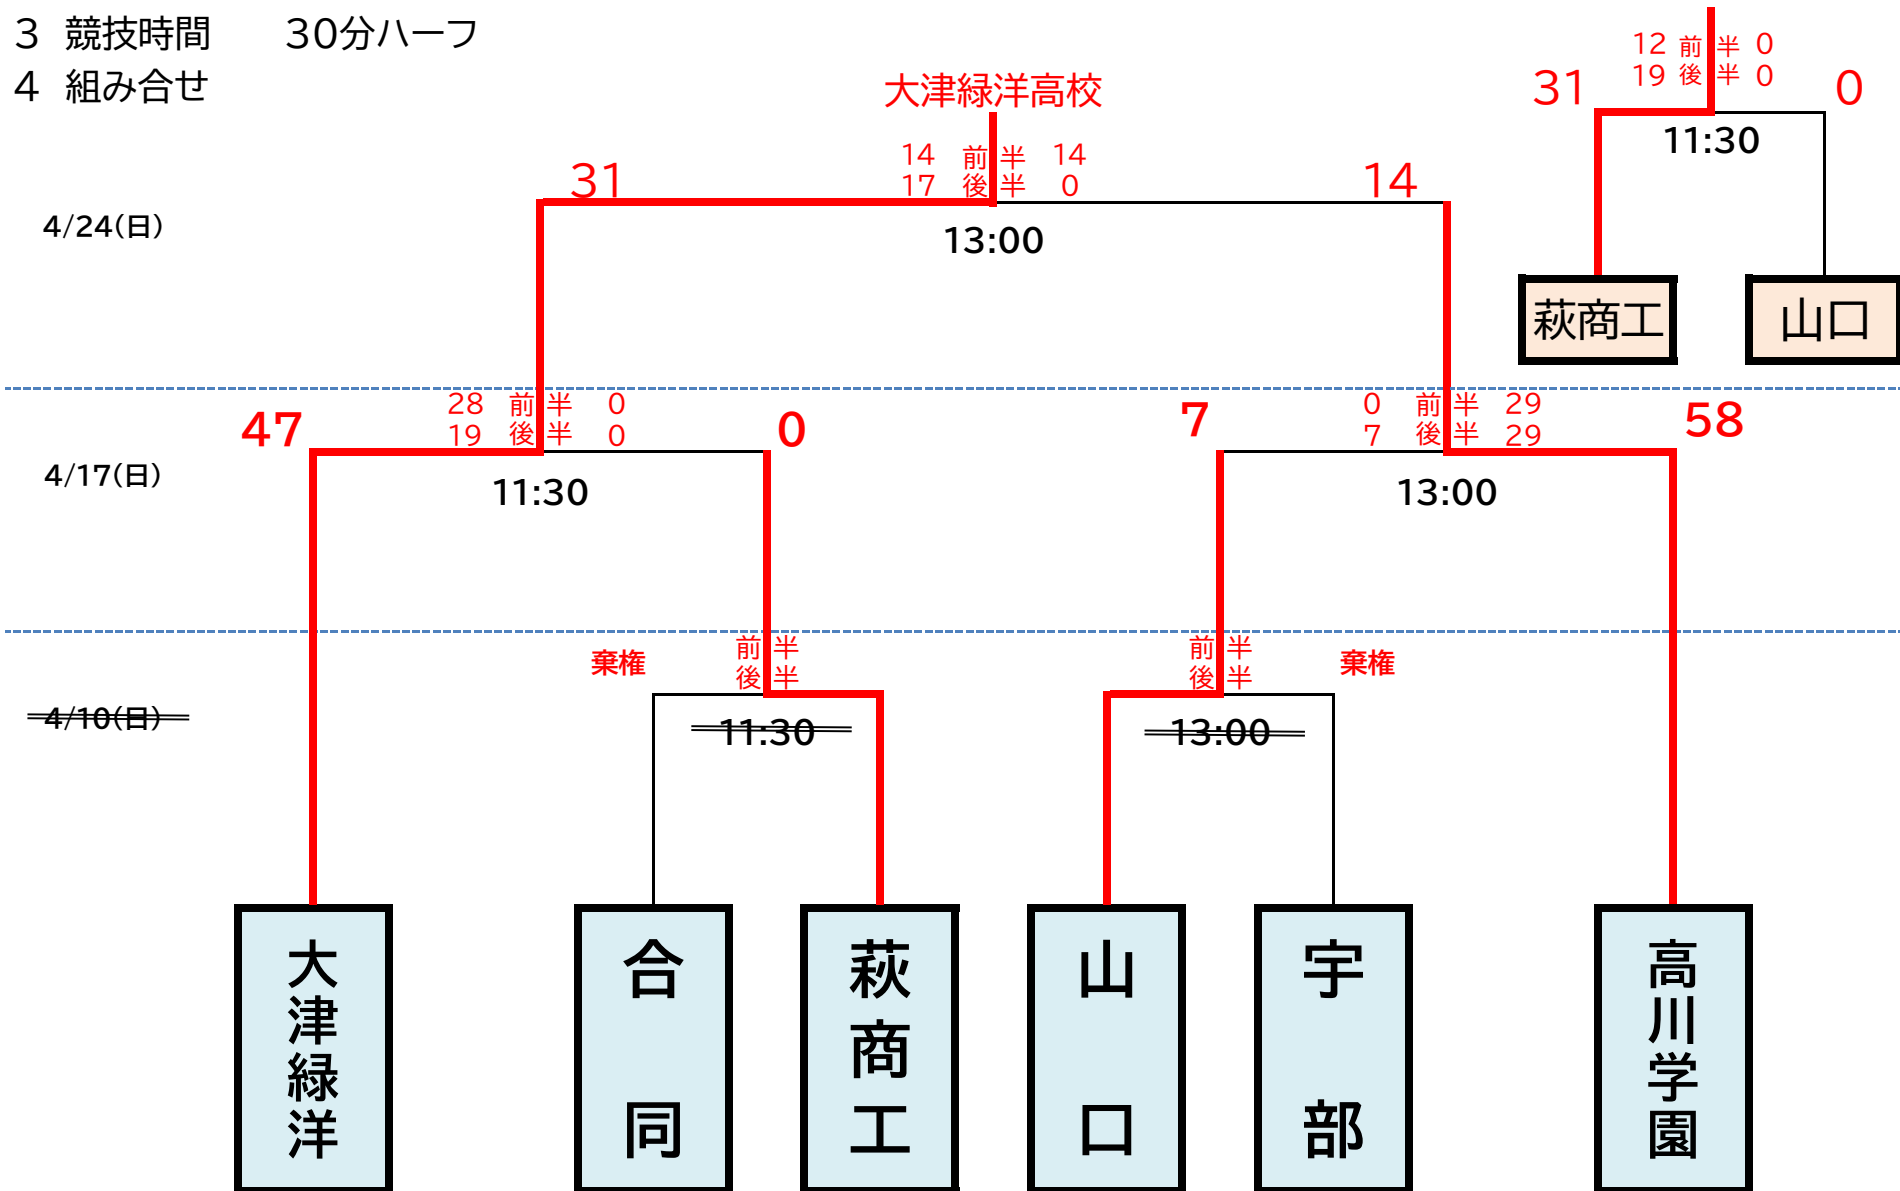 3 競技時間 30分ハーフ
4 組み合せ
大津緑洋高校
12 前半 0
19 後半 0
31 0
11:30
萩商工 山口
4/24(日)
31 14
14 前半 14
17 後半 0
13:00
4/17(日)
47 0
28 前半 0
19 後半 0
11:30
7 58
0 前半 29
7 後半 29
13:00
4/10(日)
棄権 前半
後半
11:30
前半 棄権
後半
13:00
大津緑洋
合同
萩商工
山口
宇部
高川学園